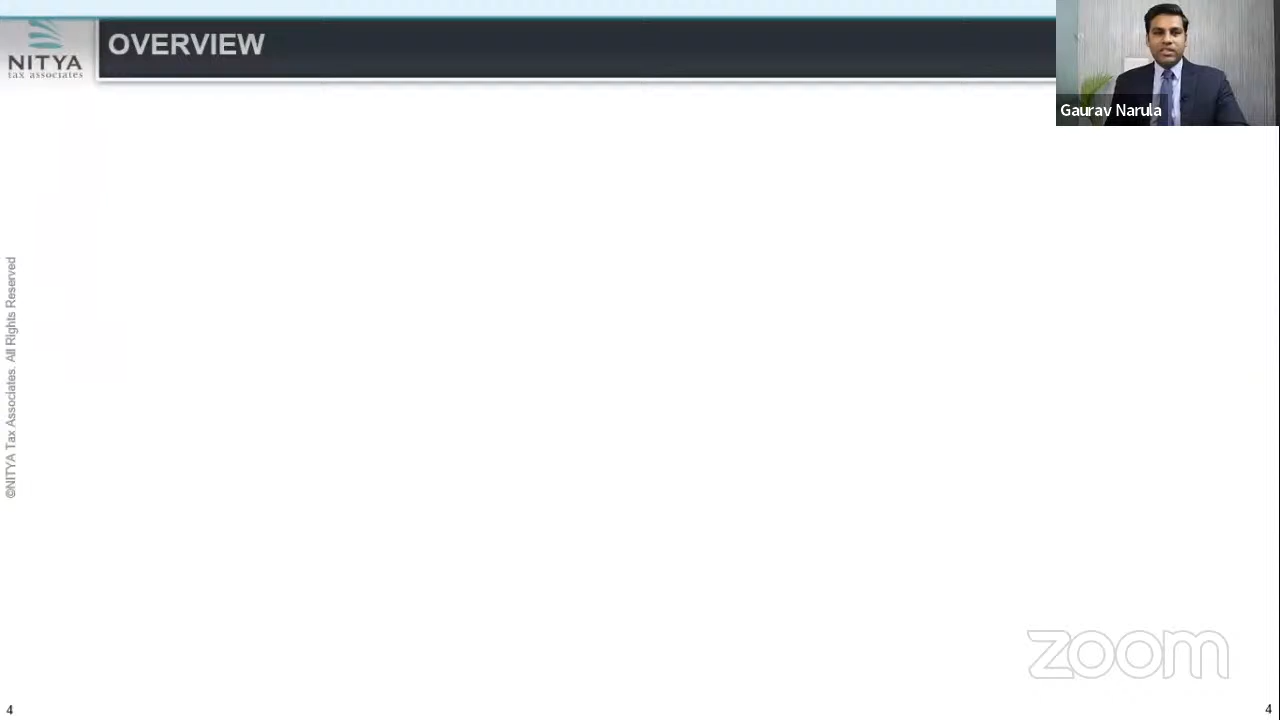 OVERVIEW
NITYA
tax associates
Gaurav Narula
©NITYA Tax Associates. All Rights Reserved
zoom
4
4